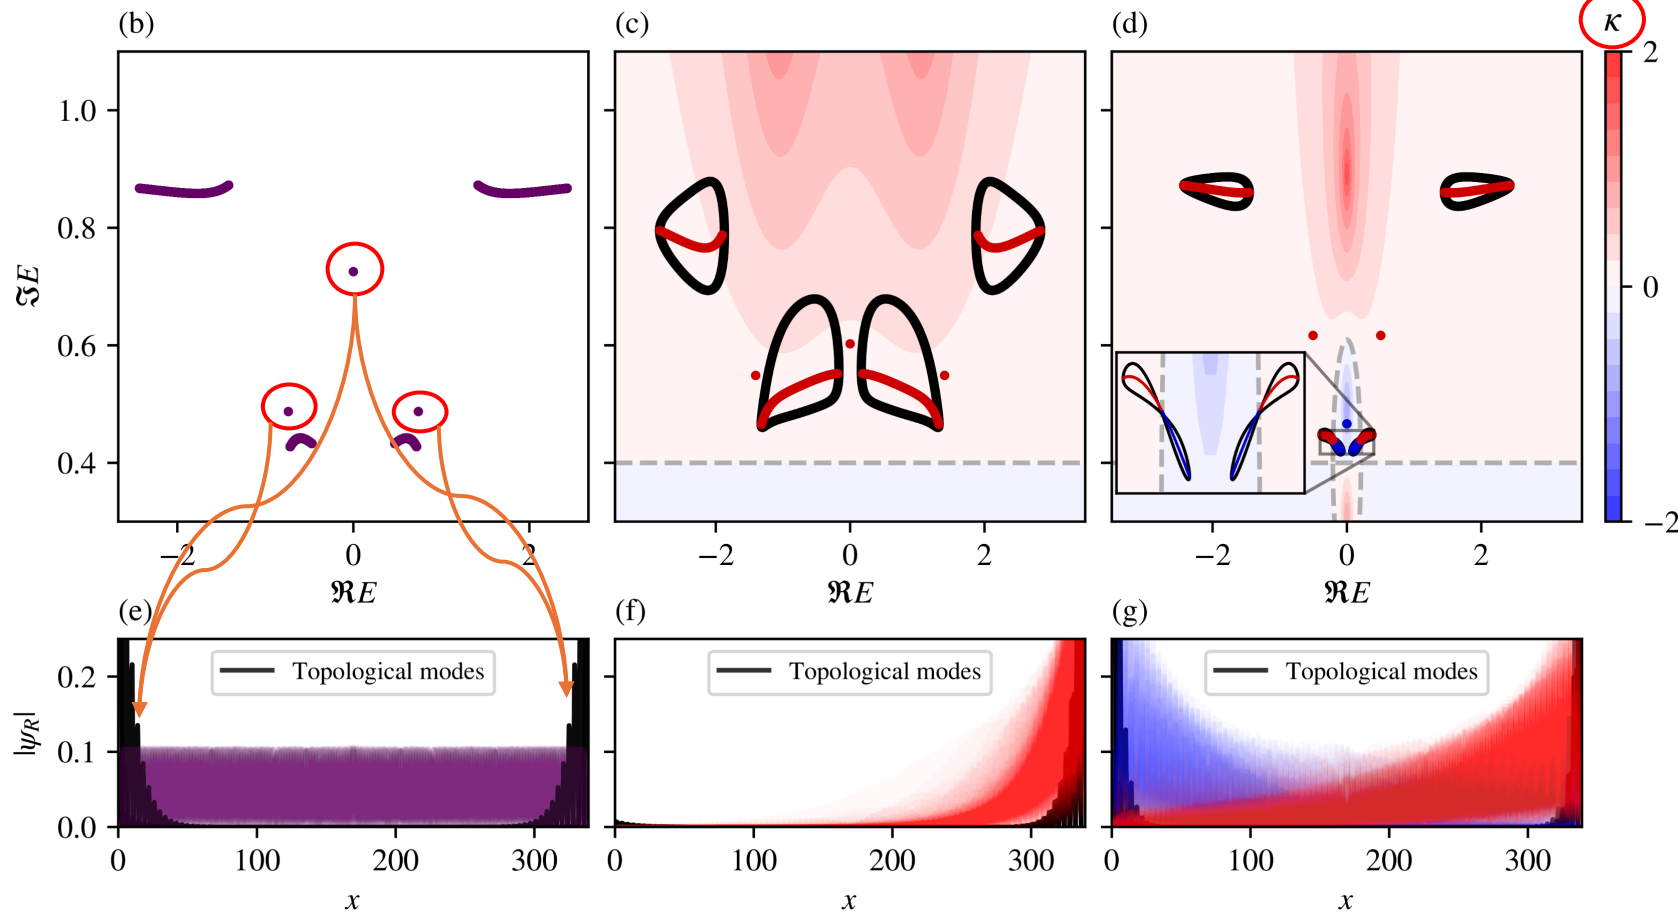 (b) (c) (d) κ
2
1.0
0.8
ℑE
0
0.6
0.4
−2
−2 0 2 −2 0 2 −2 0 2
ℜE ℜE ℜE
(e) (f) (g)
Topological modes Topological modes Topological modes
0.2
|ψR|
0.1
0.0
0 100 200 300 0 100 200 300 0 100 200 300
x x x